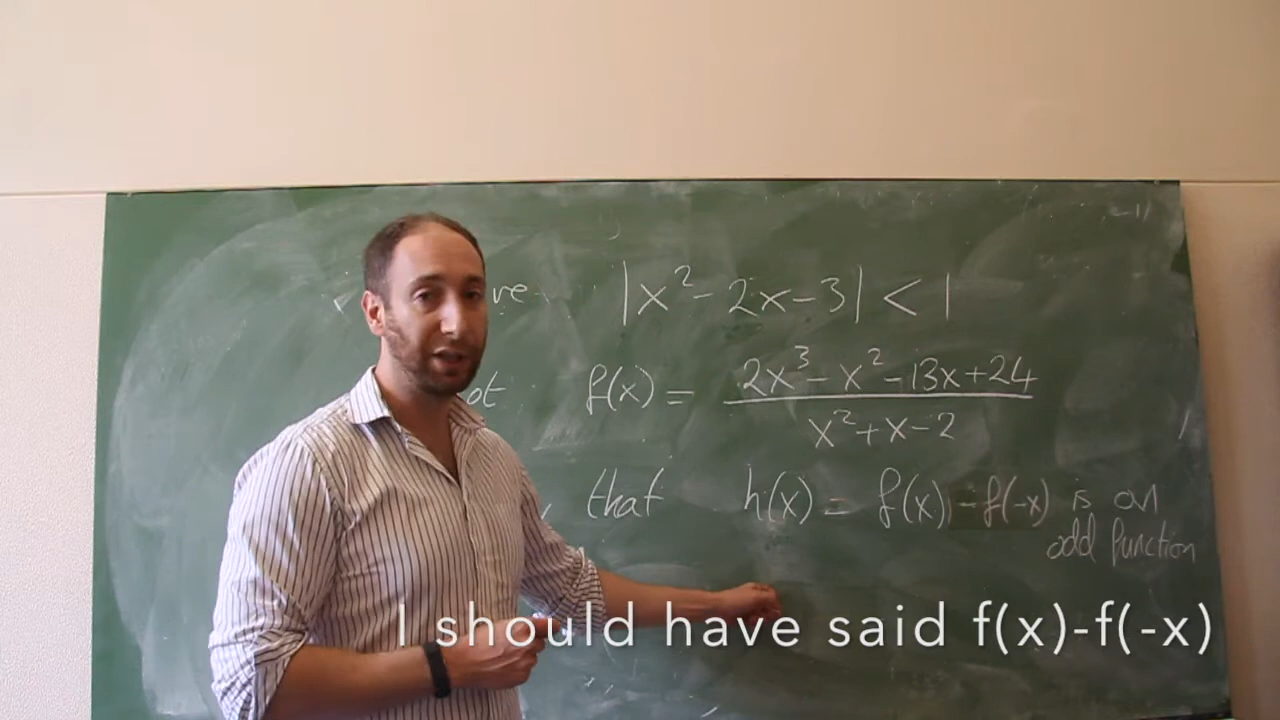 ve |x²-2x-3| < 1
ot f(x) = 2x³-x²-13x+24
x²+x-2
that h(x) = f(x)-f(-x) is an
odd function
I should have said f(x)-f(-x)